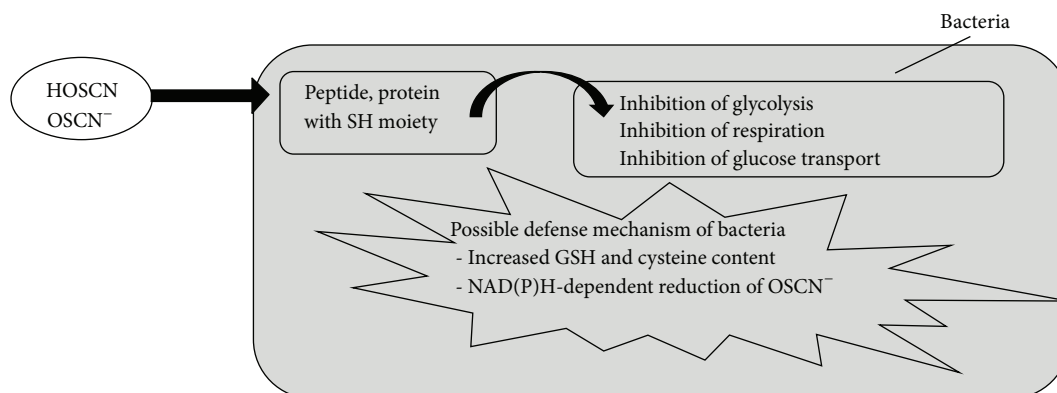 Bacteria
HOSCN
OSCN⁻
Peptide, protein
with SH moiety
Inhibition of glycolysis
Inhibition of respiration
Inhibition of glucose transport
Possible defense mechanism of bacteria
- Increased GSH and cysteine content
- NAD(P)H-dependent reduction of OSCN⁻